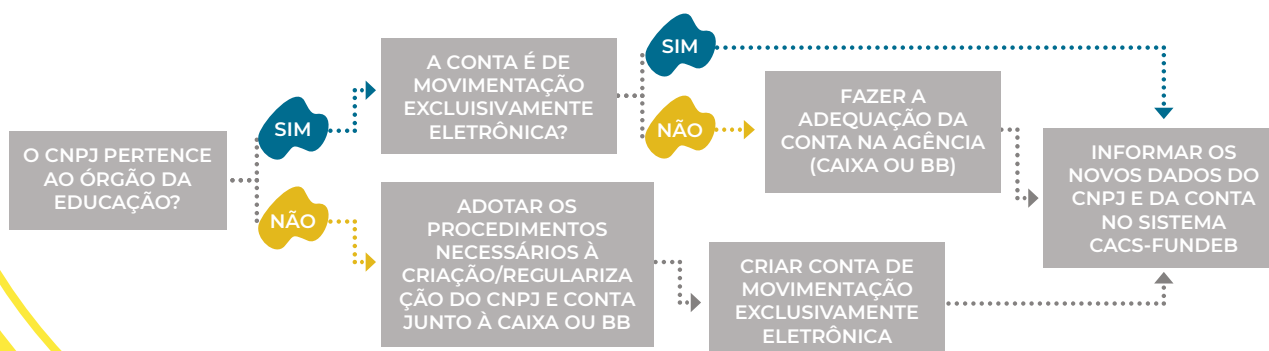 O CNPJ PERTENCE
AO ÓRGÃO DA
EDUCAÇÃO?
SIM
NÃO
A CONTA É DE
MOVIMENTAÇÃO
EXCLUISIVAMENTE
ELETRÔNICA?
SIM
NÃO
FAZER A
ADEQUAÇÃO DA
CONTA NA AGÊNCIA
(CAIXA OU BB)
ADOTAR OS
PROCEDIMENTOS
NECESSÁRIOS À
CRIAÇÃO/REGULARIZA
ÇÃO DO CNPJ E CONTA
JUNTO À CAIXA OU BB
CRIAR CONTA DE
MOVIMENTAÇÃO
EXCLUSIVAMENTE
ELETRÔNICA
INFORMAR OS
NOVOS DADOS DO
CNPJ E DA CONTA
NO SISTEMA
CACS-FUNDEB